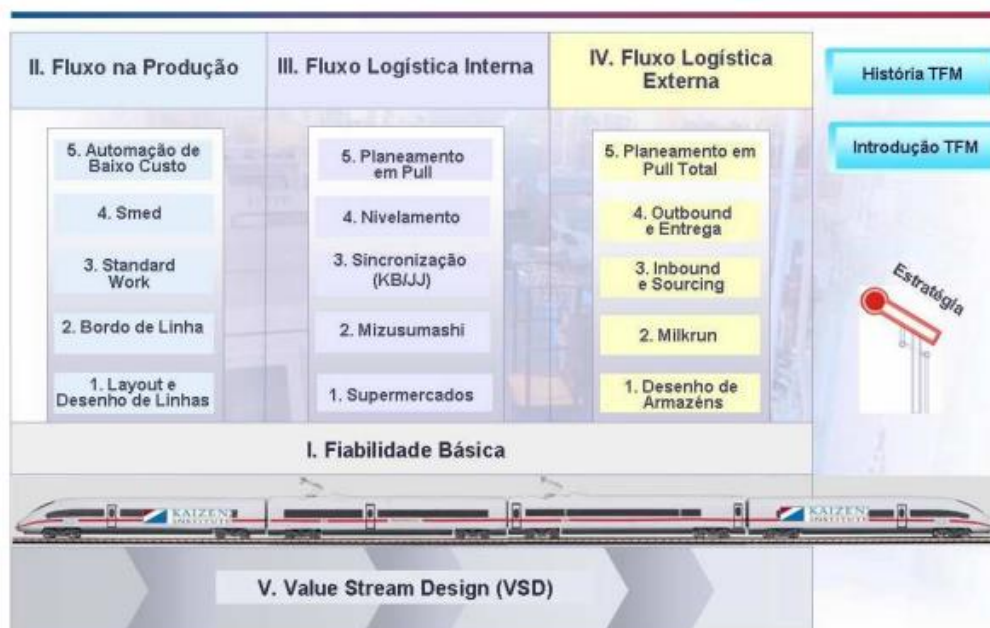 II. Fluxo na Produção
III. Fluxo Logística Interna
IV. Fluxo Logística
Externa
História TFM
Introdução TFM
5. Automação de
Baixo Custo
4. Smed
3. Standard
Work
2. Bordo de Linha
1. Layout e
Desenho de Linhas
5. Planeamento
em Pull
4. Nivelamento
3. Sincronização
(KB/JJ)
2. Mizusumashi
1. Supermercados
5. Planeamento em
Pull Total
4. Outbound
e Entrega
3. Inbound
e Sourcing
2. Milkrun
1. Desenho de
Armazéns
Estratégia
I. Fiabilidade Básica
KAIZEN
INSTITUTE
KAIZEN
INSTITUTE
V. Value Stream Design (VSD)